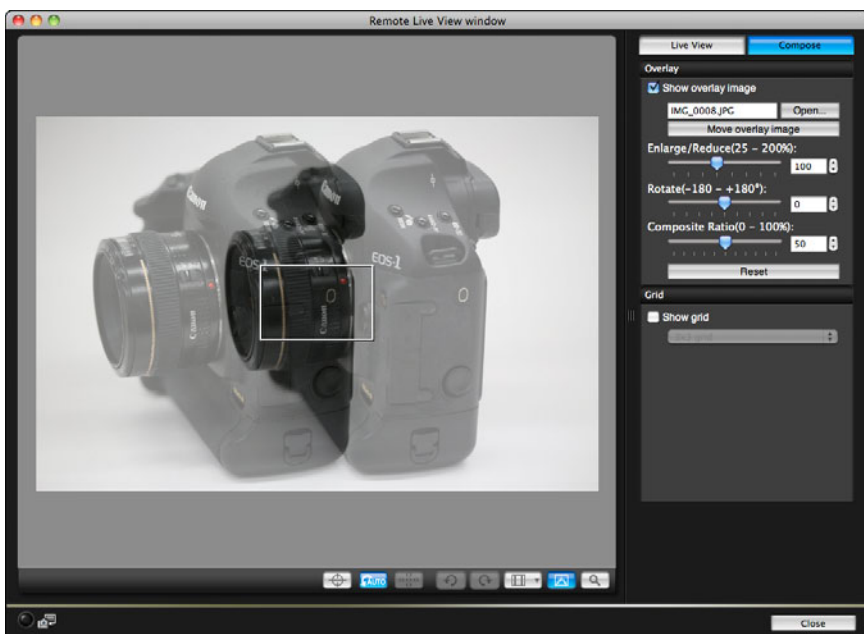 Remote Live View window
Live View
Compose
Overlay
Show overlay image
IMG_0008.JPG
Open...
Move overlay image
Enlarge/Reduce(25 – 200%):
100
Rotate(-180 – +180°):
0
Composite Ratio(0 – 100%):
50
Reset
Grid
Show grid
Canon
EOS-1
EOS-1
Canon
Canon
AUTO
Close